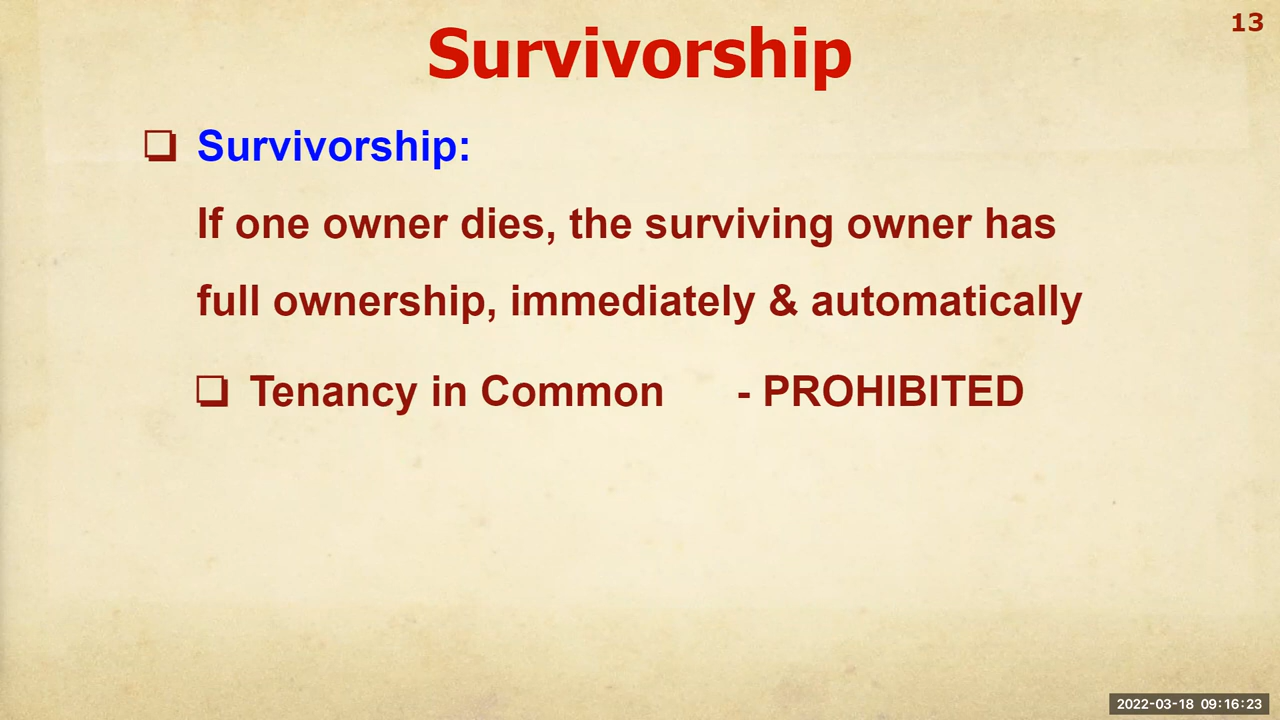 13
Survivorship
❑ Survivorship:
If one owner dies, the surviving owner has
full ownership, immediately & automatically
❑ Tenancy in Common - PROHIBITED
2022-03-18 09:16:23